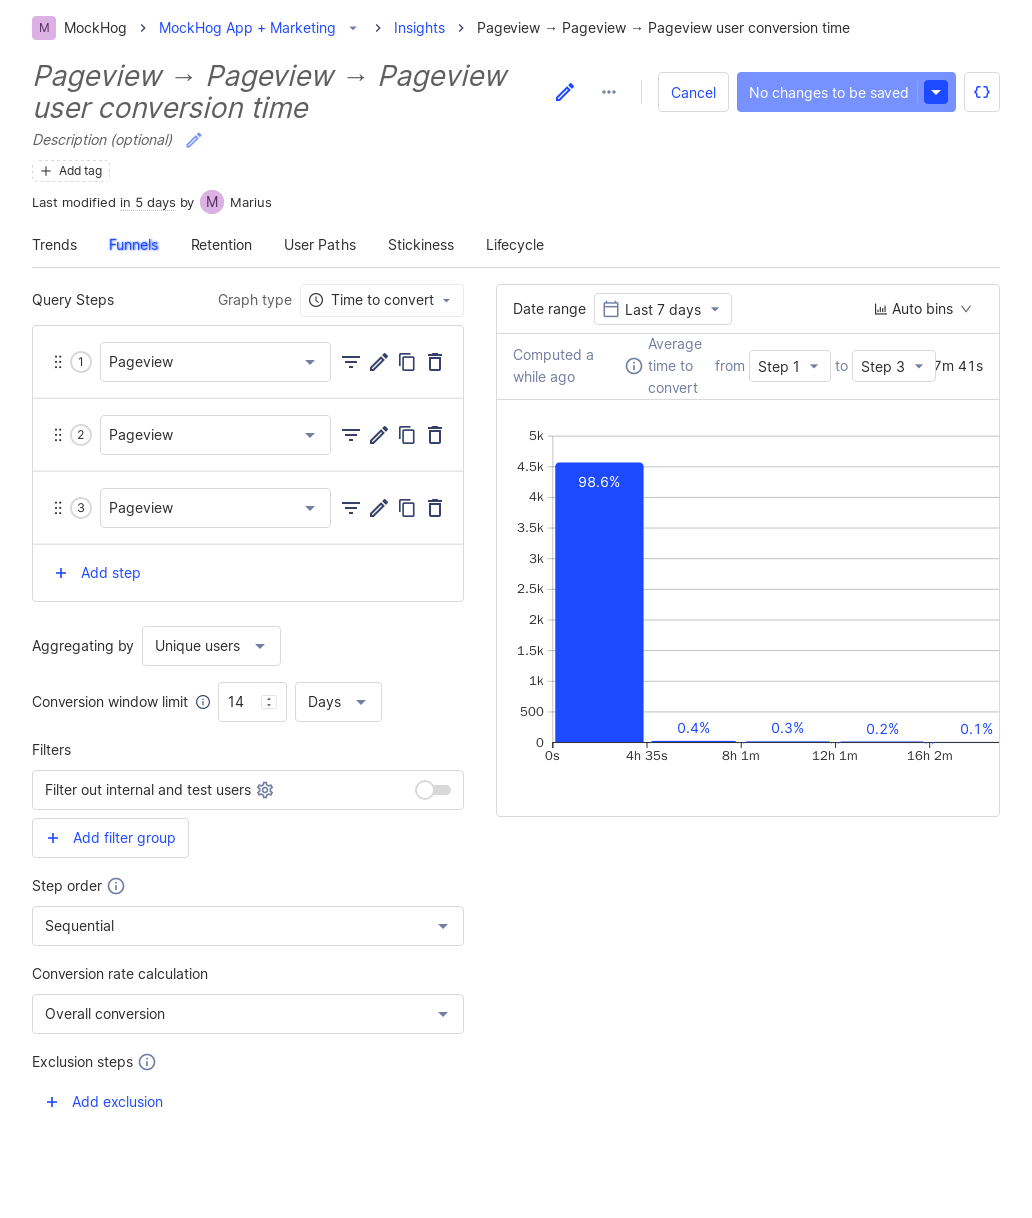 M MockHog > MockHog App + Marketing > Insights > Pageview → Pageview → Pageview user conversion time
Pageview → Pageview → Pageview
user conversion time
Cancel
No changes to be saved
Description (optional)
Add tag
Last modified in 5 days by M Marius
Trends Funnels Retention User Paths Stickiness Lifecycle
Query Steps
Graph type Time to convert
1 Pageview
2 Pageview
3 Pageview
+ Add step
Aggregating by Unique users
Conversion window limit 14 Days
Filters
Filter out internal and test users
+ Add filter group
Step order
Sequential
Conversion rate calculation
Overall conversion
Exclusion steps
+ Add exclusion
Date range Last 7 days
Auto bins
Computed a
while ago
Average
time to
convert
from Step 1 to Step 3
7m 41s
5k
4.5k
4k
3.5k
3k
2.5k
2k
1.5k
1k
500
0
98.6% 0.4% 0.3% 0.2% 0.1%
0s 4h 35s 8h 1m 12h 1m 16h 2m